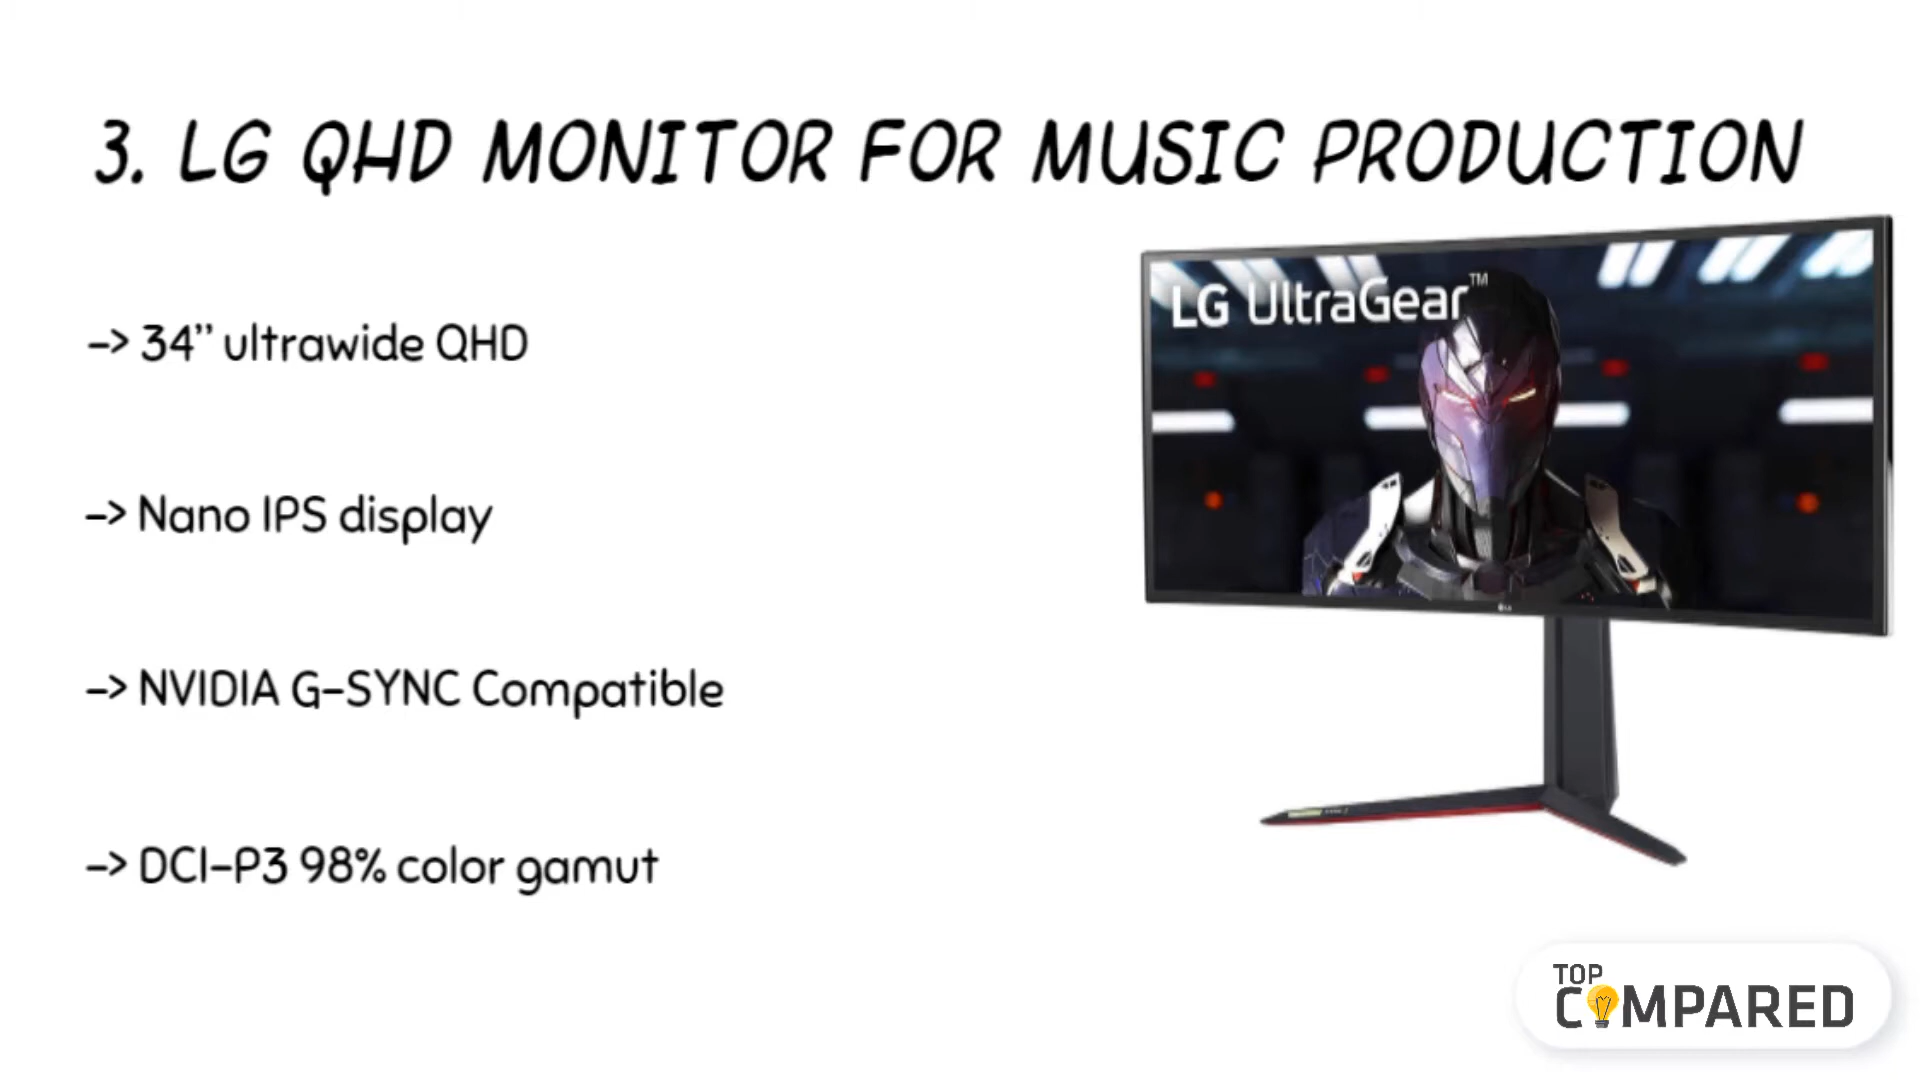 3. LG QHD MONITOR FOR MUSIC PRODUCTION
LG UltraGear™
-> 34” ultrawide QHD
-> Nano IPS display
-> NVIDIA G-SYNC Compatible
-> DCI-P3 98% color gamut
LG
TOP
COMPARED